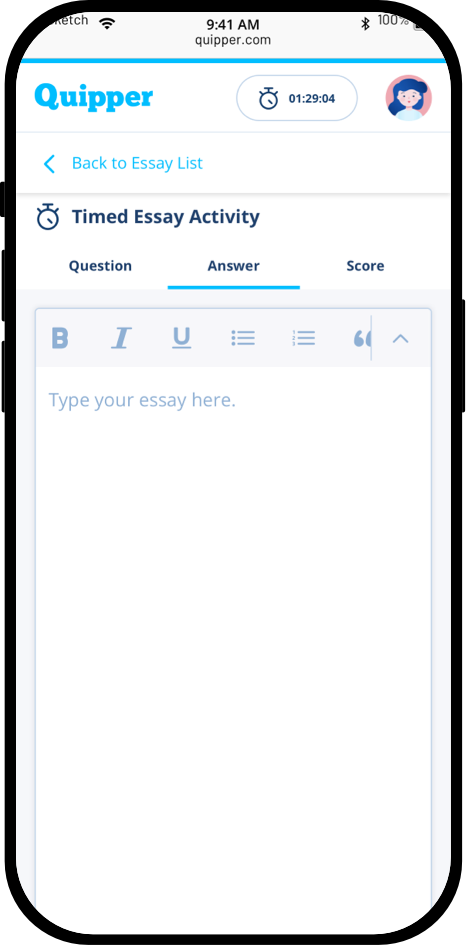 9:41 AM
100%
quipper.com
Quipper
01:29:04
Back to Essay List
Timed Essay Activity
Question Answer Score
B I U
Type your essay here.